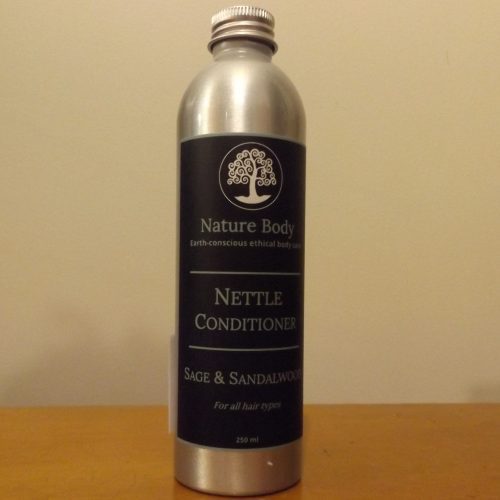 Nature Body
Earth-conscious ethical body care
NETTLE
CONDITIONER
SAGE & SANDALWOOD
For all hair types
250 ml